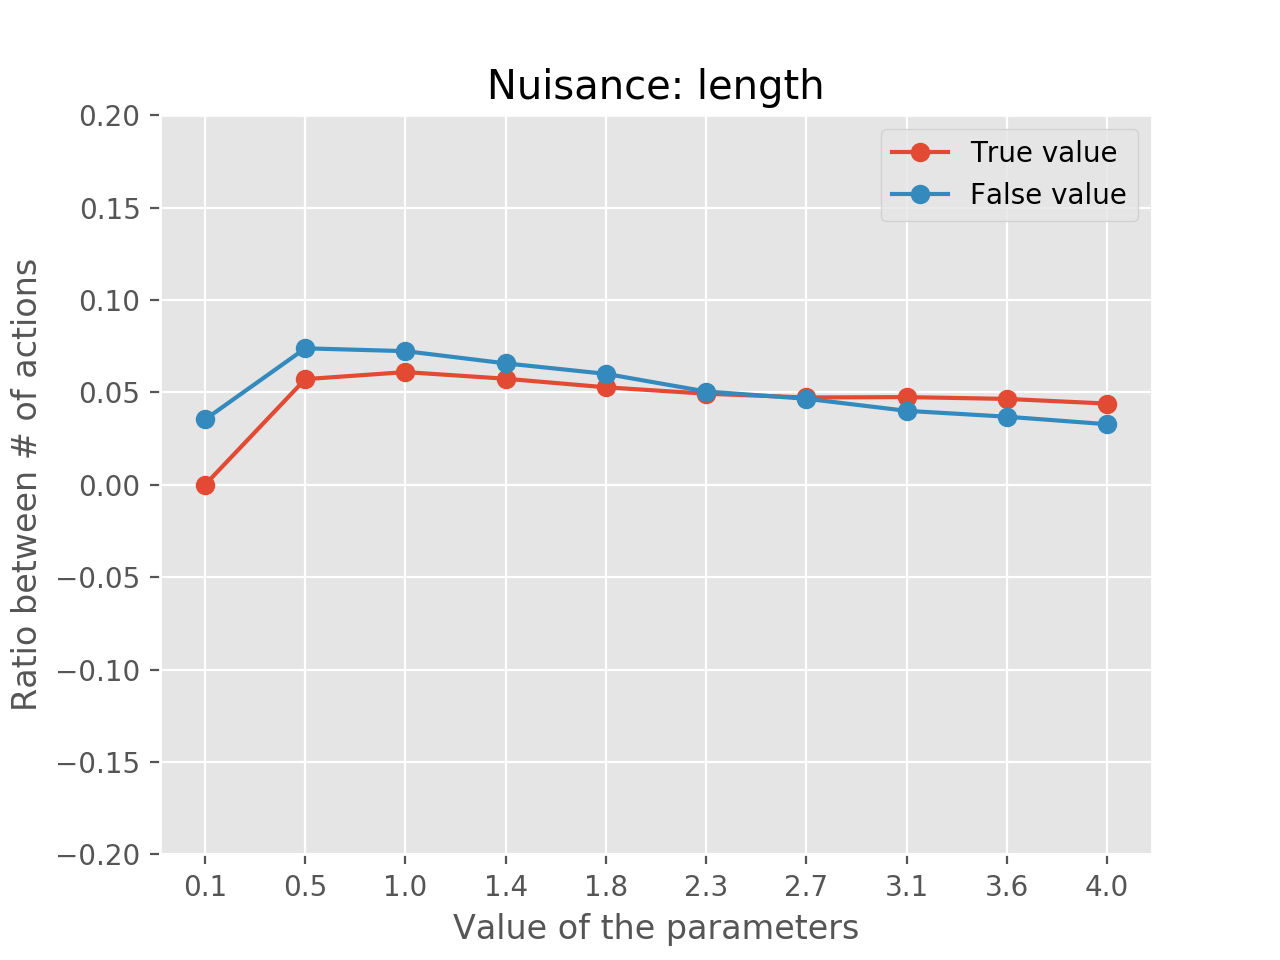 Nuisance: length
True value
False value
0.20
0.15
0.10
0.05
0.00
−0.05
−0.10
−0.15
−0.20
Ratio between # of actions
0.1 0.5 1.0 1.4 1.8 2.3 2.7 3.1 3.6 4.0
Value of the parameters